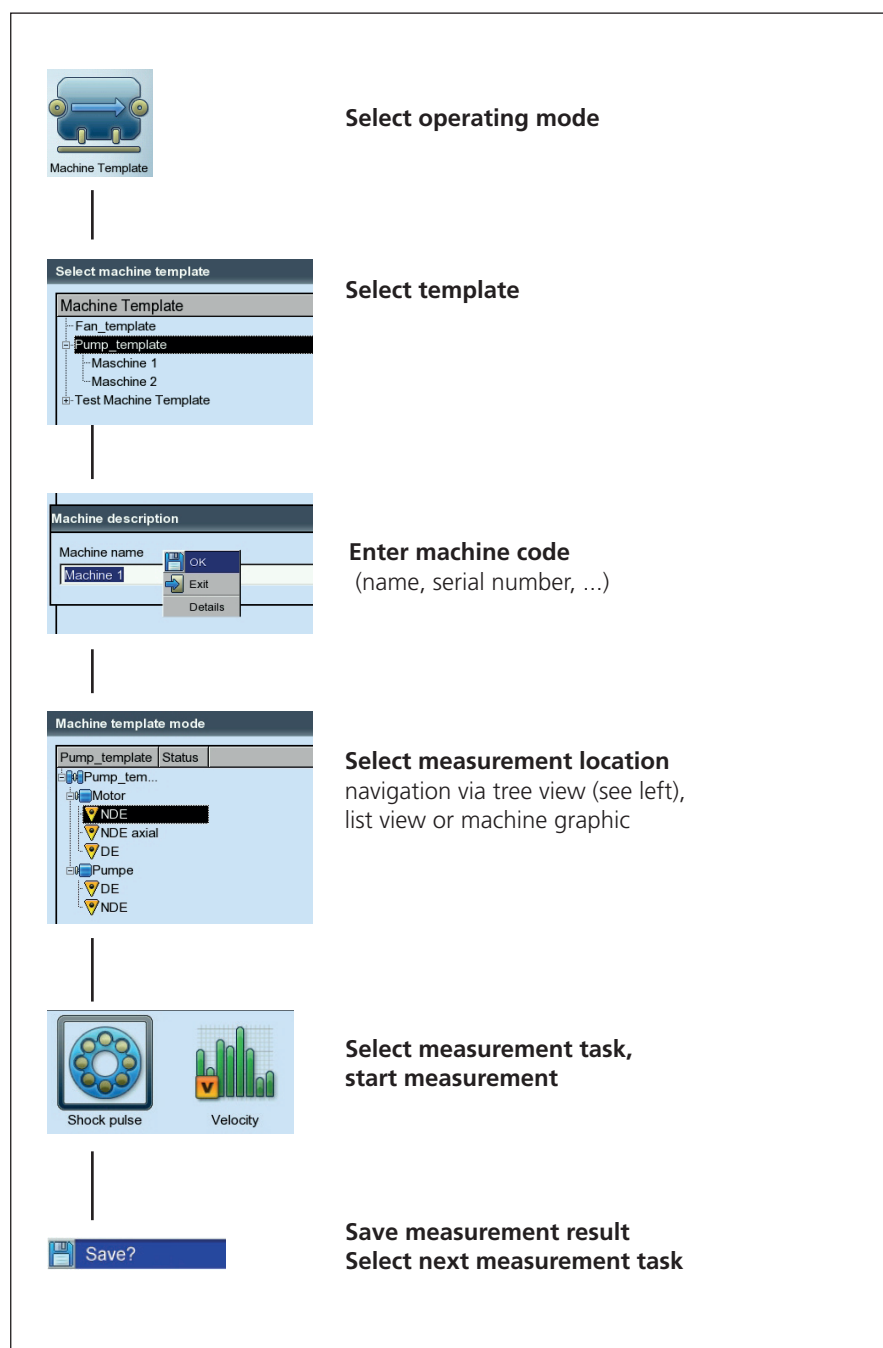 Select operating mode
Machine Template
Select machine template
Machine Template
Fan_template
Pump_template
Maschine 1
Maschine 2
Test Machine Template
Select template
Machine description
Machine name
Machine 1
OK
Exit
Details
Enter machine code
(name, serial number, ...)
Machine template mode
Pump_template Status
Pump_tem...
Motor
NDE
NDE axial
DE
Pumpe
DE
NDE
Select measurement location
navigation via tree view (see left),
list view or machine graphic
V
Shock pulse Velocity
Select measurement task,
start measurement
Save?
Save measurement result
Select next measurement task